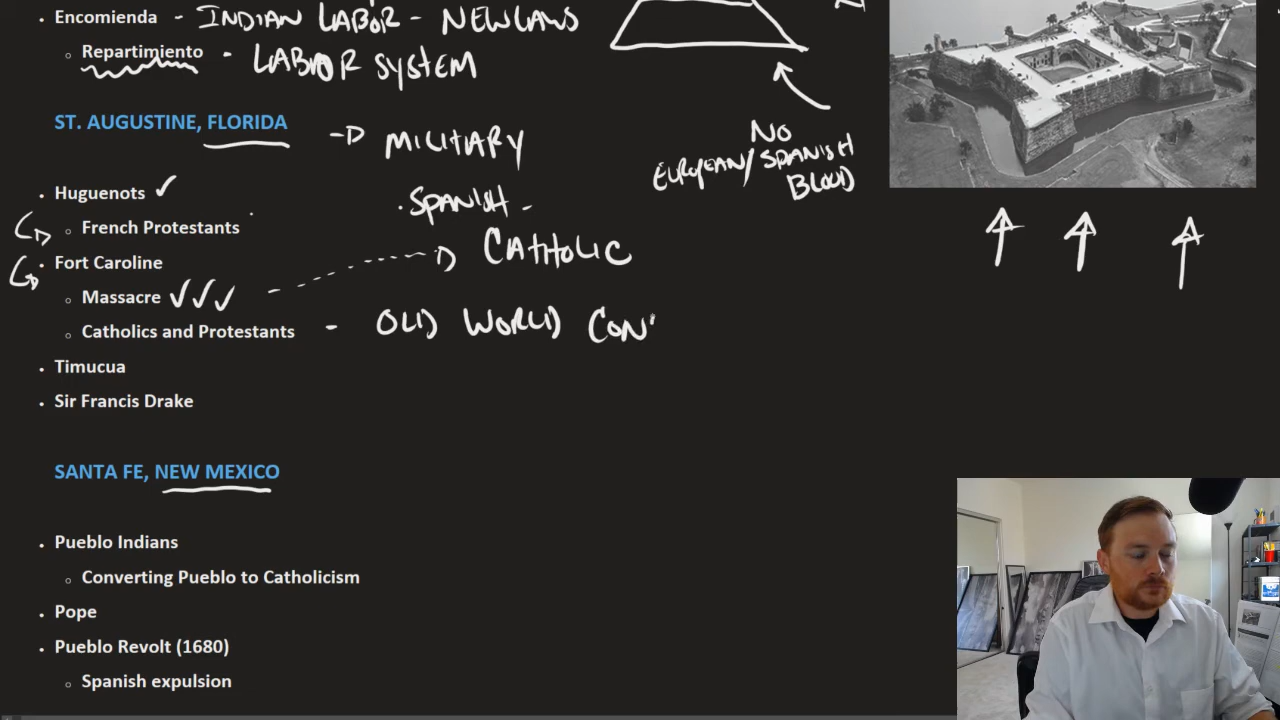 Encomienda - INDIAN LABOR - NEW LAWS
Repartimiento - LABOR SYSTEM
ST. AUGUSTINE, FLORIDA
MILITARY
NO
EUROPEAN/SPANISH
BLOOD
Huguenots
SPANISH -
French Protestants
CATHOLIC
Fort Caroline
Massacre
Catholics and Protestants - OLD WORLD CON
Timucua
Sir Francis Drake
SANTA FE, NEW MEXICO
Pueblo Indians
Converting Pueblo to Catholicism
Pope
Pueblo Revolt (1680)
Spanish expulsion